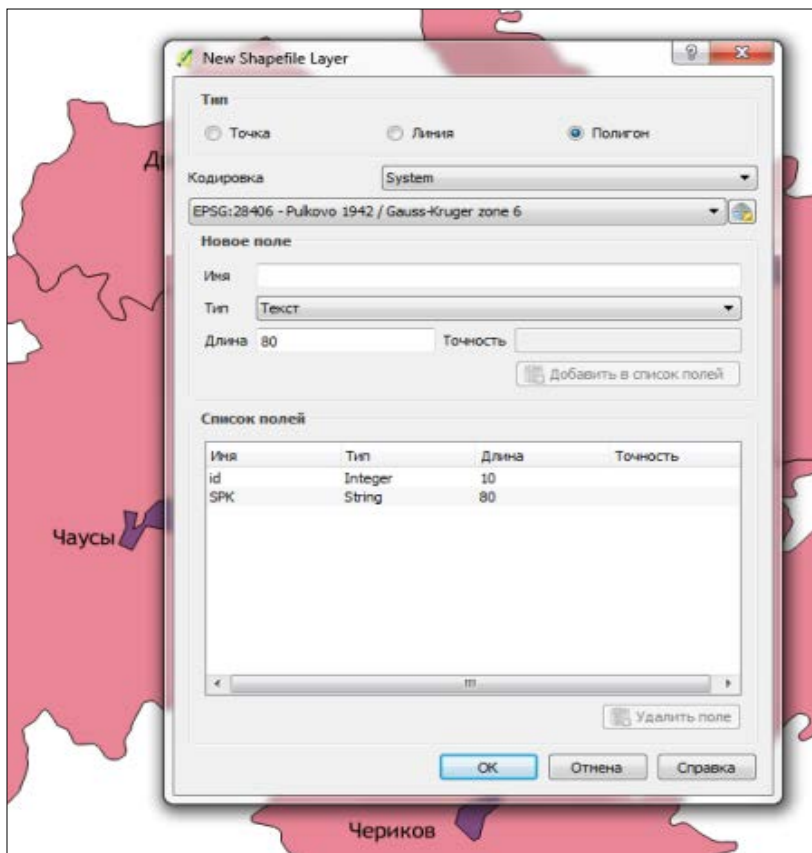 New Shapefile Layer
Тип
Точка
Линия
Полигон
Кодировка
System
EPSG:28406 - Pulkovo 1942 / Gauss-Kruger zone 6
Новое поле
Имя
Тип
Текст
Длина
80
Точность
Добавить в список полей
Список полей
Имя Тип Длина Точность
id Integer 10
SPK String 80
Удалить поле
OK
Отмена
Справка
Чаусы
Чериков